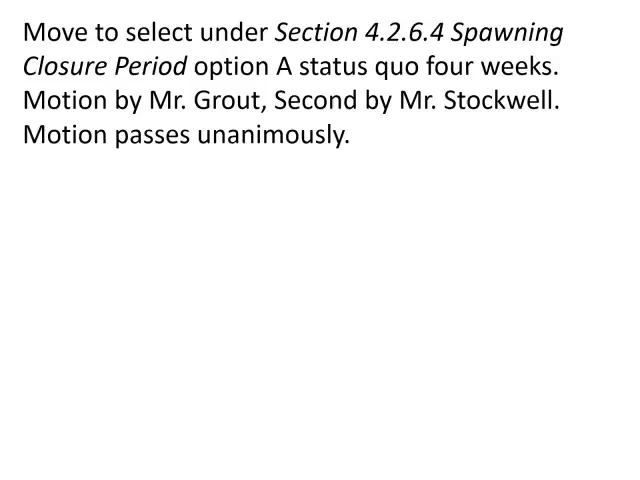 Move to select under Section 4.2.6.4 Spawning
Closure Period option A status quo four weeks.
Motion by Mr. Grout, Second by Mr. Stockwell.
Motion passes unanimously.